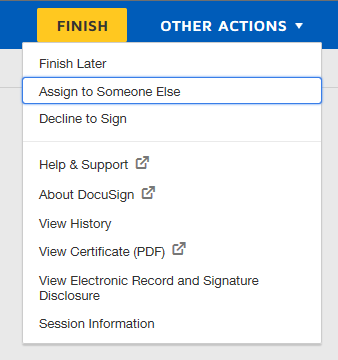 FINISH OTHER ACTIONS
Finish Later
Assign to Someone Else
Decline to Sign
Help & Support
About DocuSign
View History
View Certificate (PDF)
View Electronic Record and Signature
Disclosure
Session Information